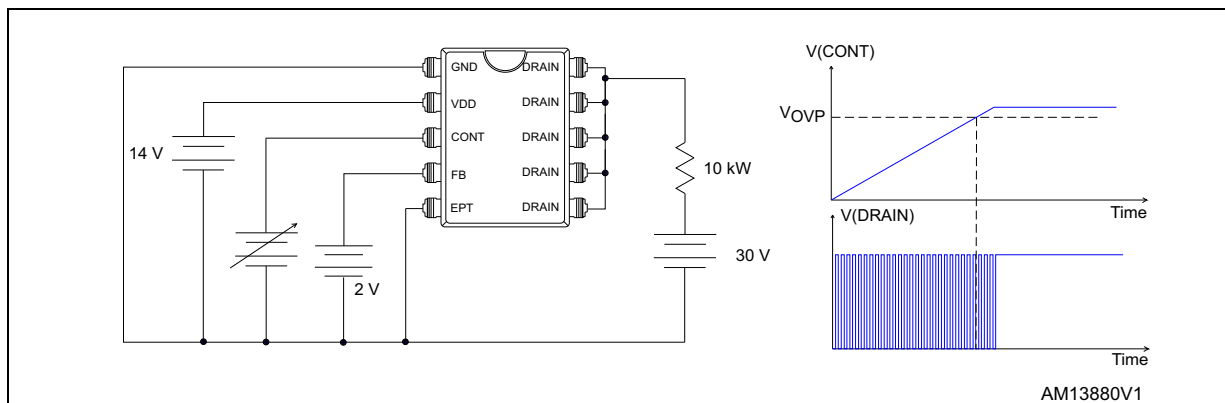 GND DRAIN
VDD DRAIN
CONT DRAIN
FB DRAIN
EPT DRAIN
14 V
2 V
10 kW
30 V
V(CONT)
VOVP
Time
V(DRAIN)
Time
AM13880V1